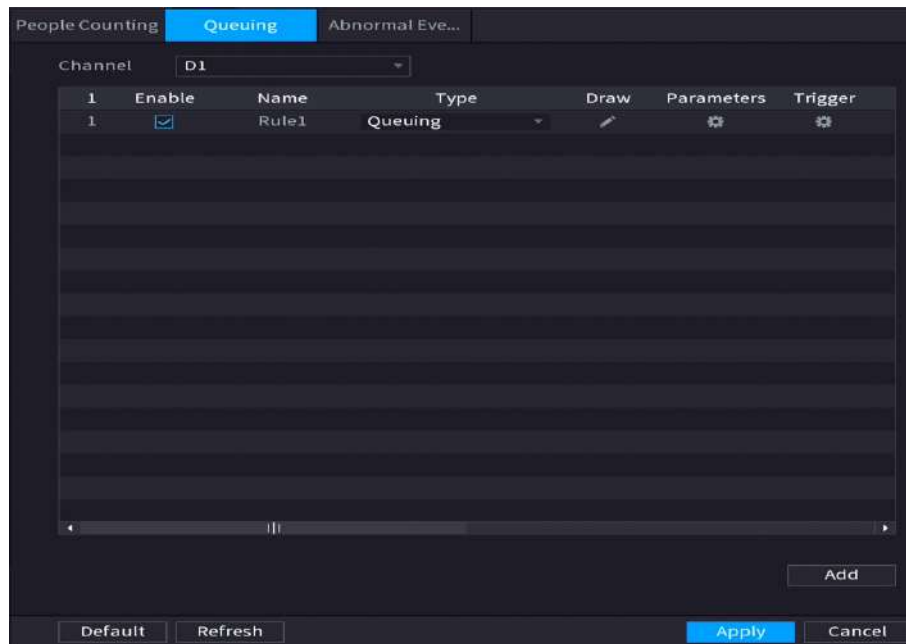 People Counting Queuing Abnormal Eve...
Channel D1
1 Enable Name Type Draw Parameters Trigger
1 Rule1 Queuing
Add
Default Refresh Apply Cancel